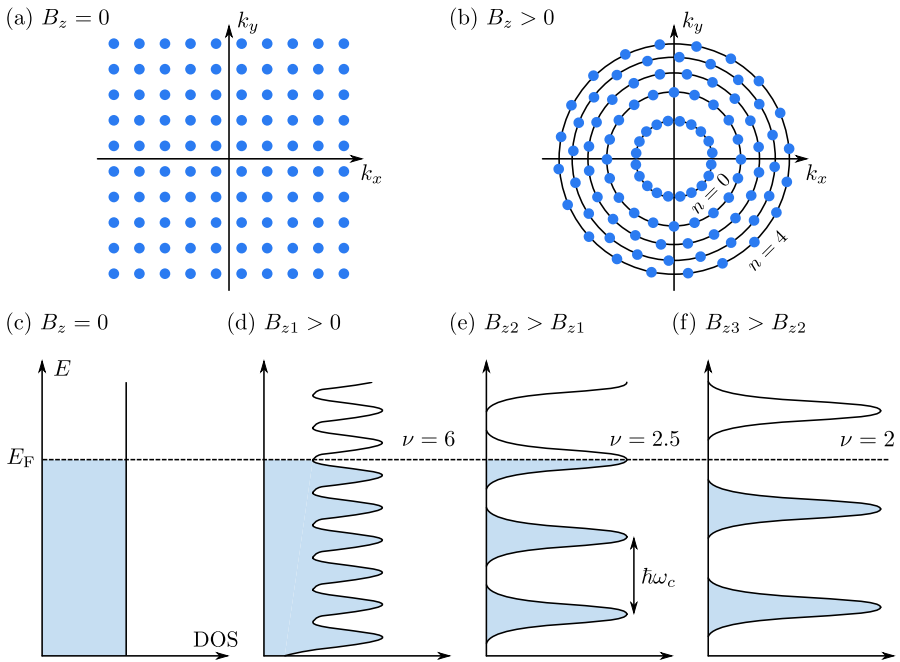 (a) B_z = 0
k_y
k_x
(b) B_z > 0
k_y
k_x
n = 0
n = 4
(c) B_z = 0
(d) B_{z1} > 0
(e) B_{z2} > B_{z1}
(f) B_{z3} > B_{z2}
E
E_F
ν = 6
ν = 2.5
ν = 2
ħω_c
DOS